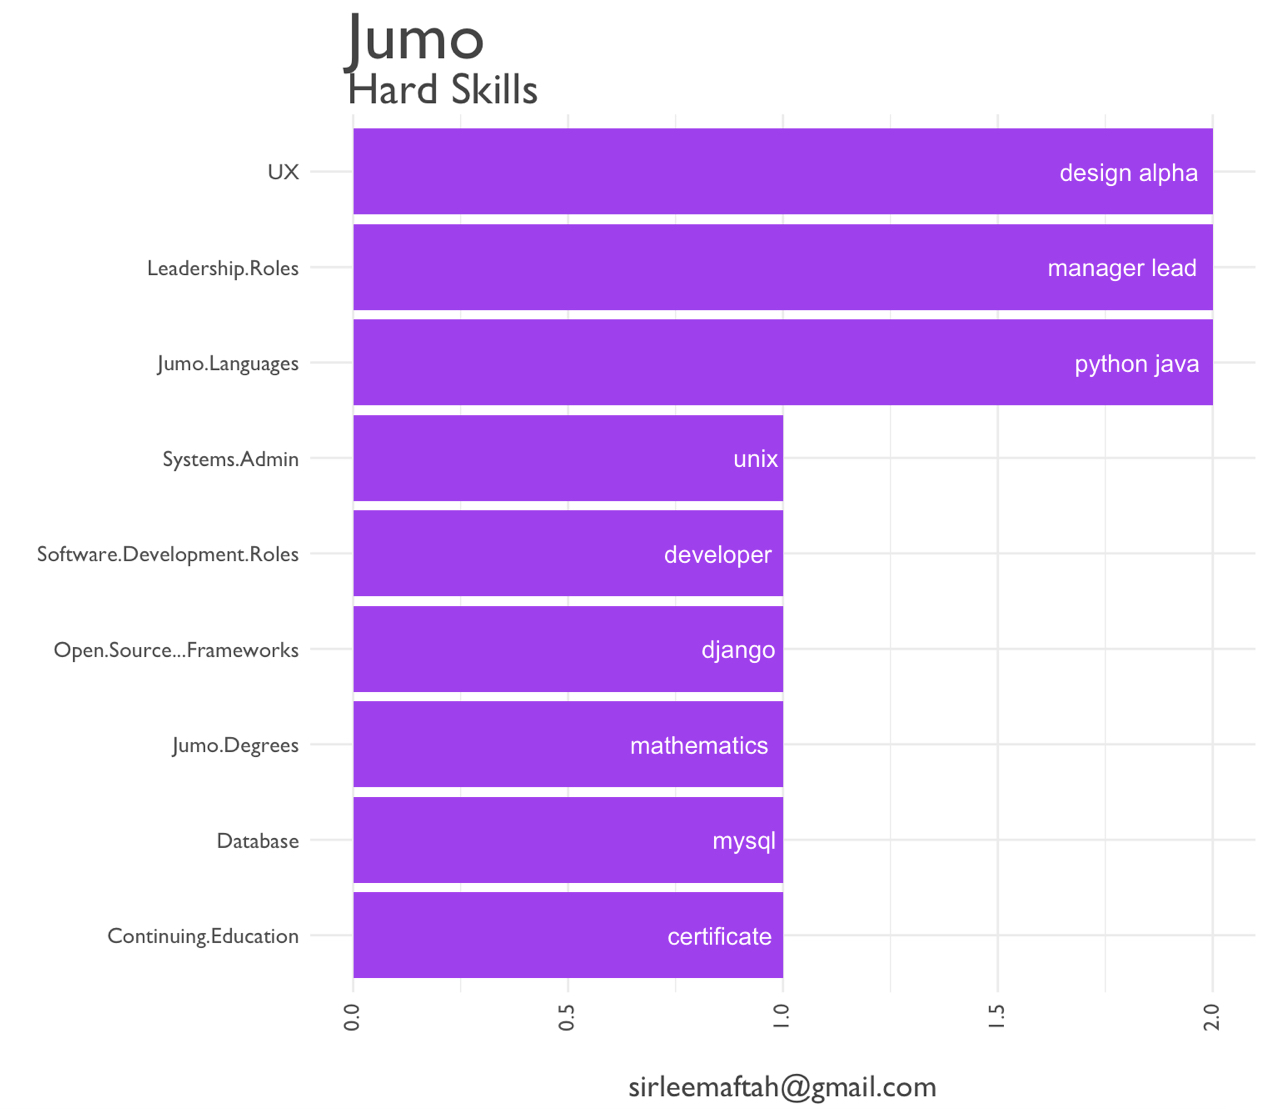 Jumo
Hard Skills
UX
design alpha
Leadership.Roles
manager lead
Jumo.Languages
python java
Systems.Admin
unix
Software.Development.Roles
developer
Open.Source...Frameworks
django
Jumo.Degrees
mathematics
Database
mysql
Continuing.Education
certificate
0.0
0.5
1.0
1.5
2.0
sirleemaftah@gmail.com